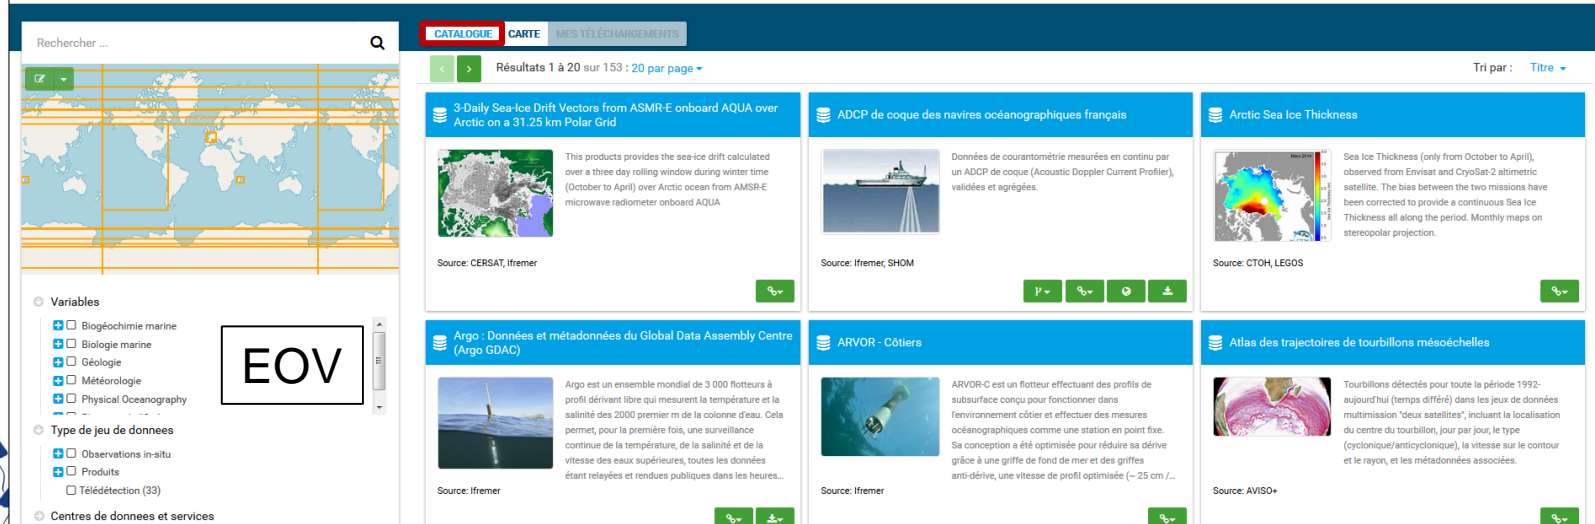 Rechercher ...
CATALOGUE CARTE MES TÉLÉCHARGEMENTS
Résultats 1 à 20 sur 153 : 20 par page
Tri par : Titre
3-Daily Sea-Ice Drift Vectors from ASMR-E onboard AQUA over
Arctic on a 31.25 km Polar Grid
This products provides the sea-ice drift calculated
over a three day rolling window during winter time
(October to April) over Arctic ocean from AMSR-E
microwave radiometer onboard AQUA
Source: CERSAT, Ifremer
ADCP de coque des navires océanographiques français
Données de courantométrie mesurées en continu par
un ADCP de coque (Acoustic Doppler Current Profiler),
validées et agrégées.
Source: Ifremer, SHOM
Arctic Sea Ice Thickness
Mars 2014
Sea Ice Thickness (only from October to April),
observed from Envisat and CryoSat-2 altimetric
satellite. The bias between the two missions have
been corrected to provide a continuous Sea Ice
Thickness all along the period. Monthly maps on
stereopolar projection.
Source: CTOH, LEGOS
Variables
Biogéochimie marine
Biologie marine
Géologie
Météorologie
Physical Oceanography
EOV
Type de jeu de donnees
Observations in-situ
Produits
Télédétection (33)
Centres de donnees et services
Argo : Données et métadonnées du Global Data Assembly Centre
(Argo GDAC)
Argo est un ensemble mondial de 3 000 flotteurs à
profil dérivant libre qui mesurent la température et la
salinité des 2000 premier m de la colonne d'eau. Cela
permet, pour la première fois, une surveillance
continue de la température, de la salinité et de la
vitesse des eaux supérieures, toutes les données
étant relayées et rendues publiques dans les heures...
Source: Ifremer
ARVOR - Côtiers
ARVOR-C est un flotteur effectuant des profils de
subsurface conçu pour fonctionner dans
l'environnement côtier et effectuer des mesures
océanographiques comme une station en point fixe.
Sa conception a été optimisée pour réduire sa dérive
grâce à une griffe de fond de mer et des griffes
anti-dérive, une vitesse de profil optimisée (~ 25 cm /...
Source: Ifremer
Atlas des trajectoires de tourbillons mésoéchelles
Tourbillons détectés pour toute la période 1992-
aujourd'hui (temps différé) dans les jeux de données
multimission "deux satellites", incluant la localisation
du centre du tourbillon, jour par jour, le type
(cyclonique/anticyclonique), la vitesse sur le contour
et le rayon, et les métadonnées associées.
Source: AVISO+